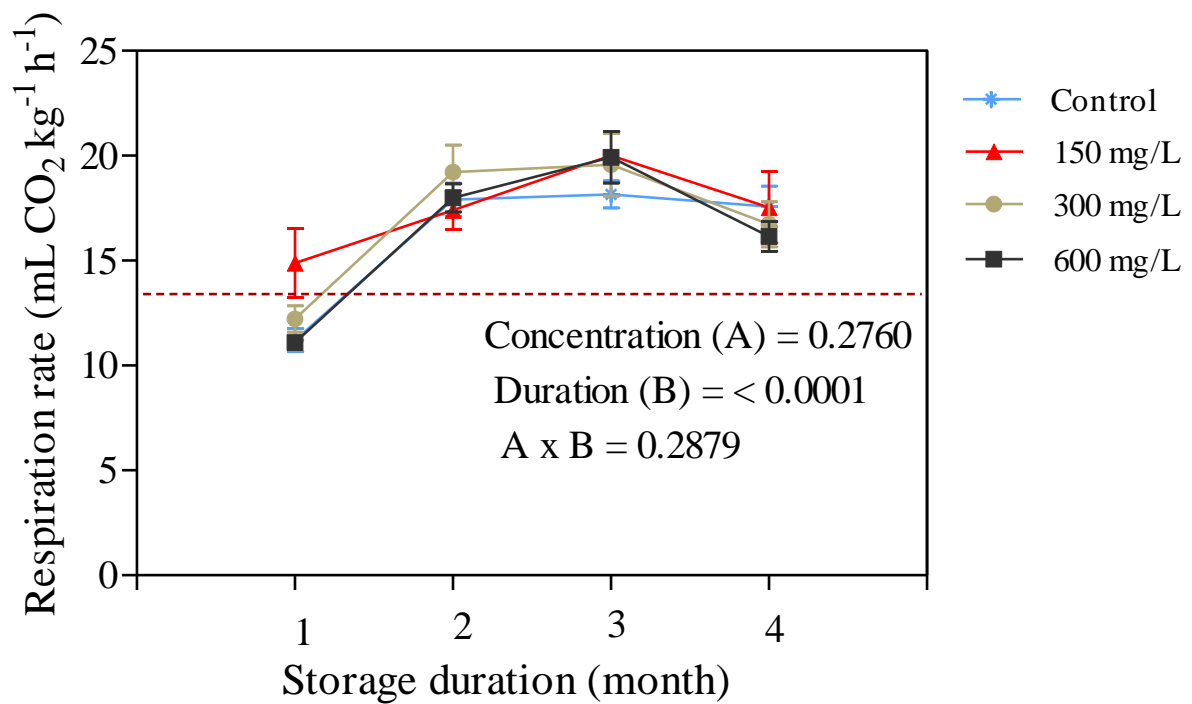 Respiration rate (mL CO₂ kg⁻¹ h⁻¹)
25
20
15
10
5
0
1 2 3 4
Storage duration (month)
Concentration (A) = 0.2760
Duration (B) = < 0.0001
A x B = 0.2879
Control
150 mg/L
300 mg/L
600 mg/L